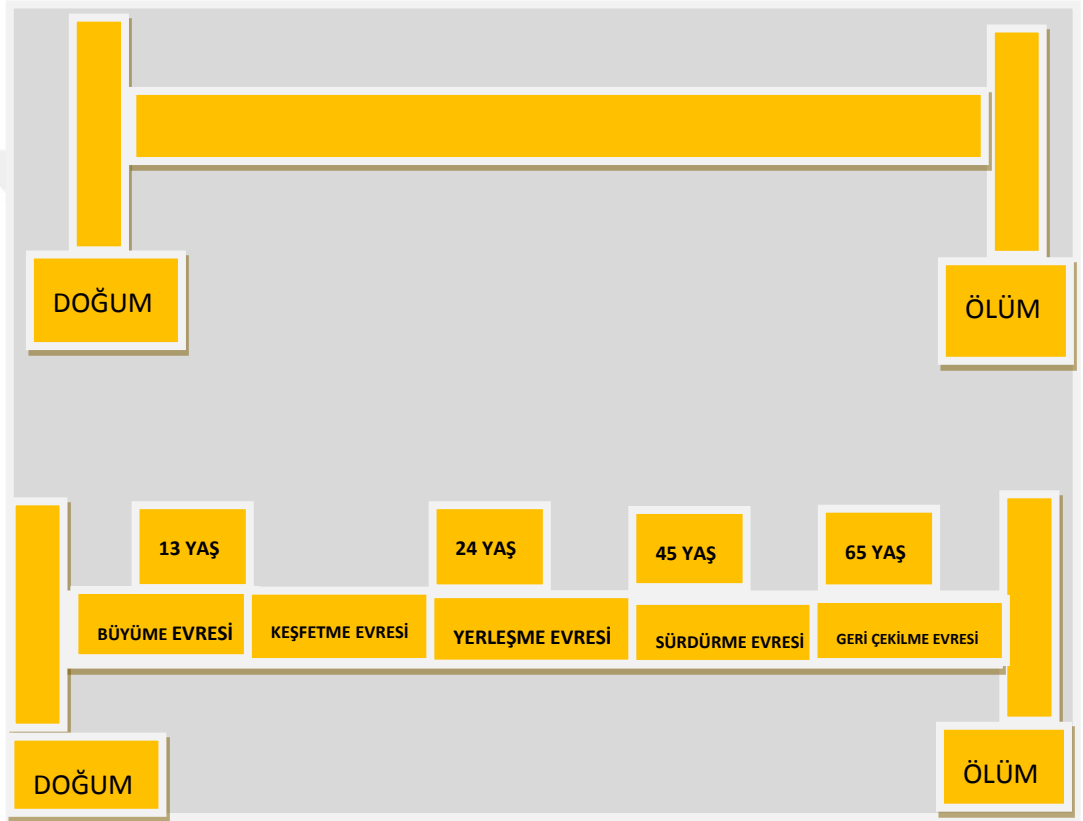 DOĞUM
ÖLÜM
13 YAŞ
24 YAŞ
45 YAŞ
65 YAŞ
BÜYÜME EVRESİ
KEŞFETME EVRESİ
YERLEŞME EVRESİ
SÜRDÜRME EVRESİ
GERİ ÇEKİLME EVRESİ
DOĞUM
ÖLÜM